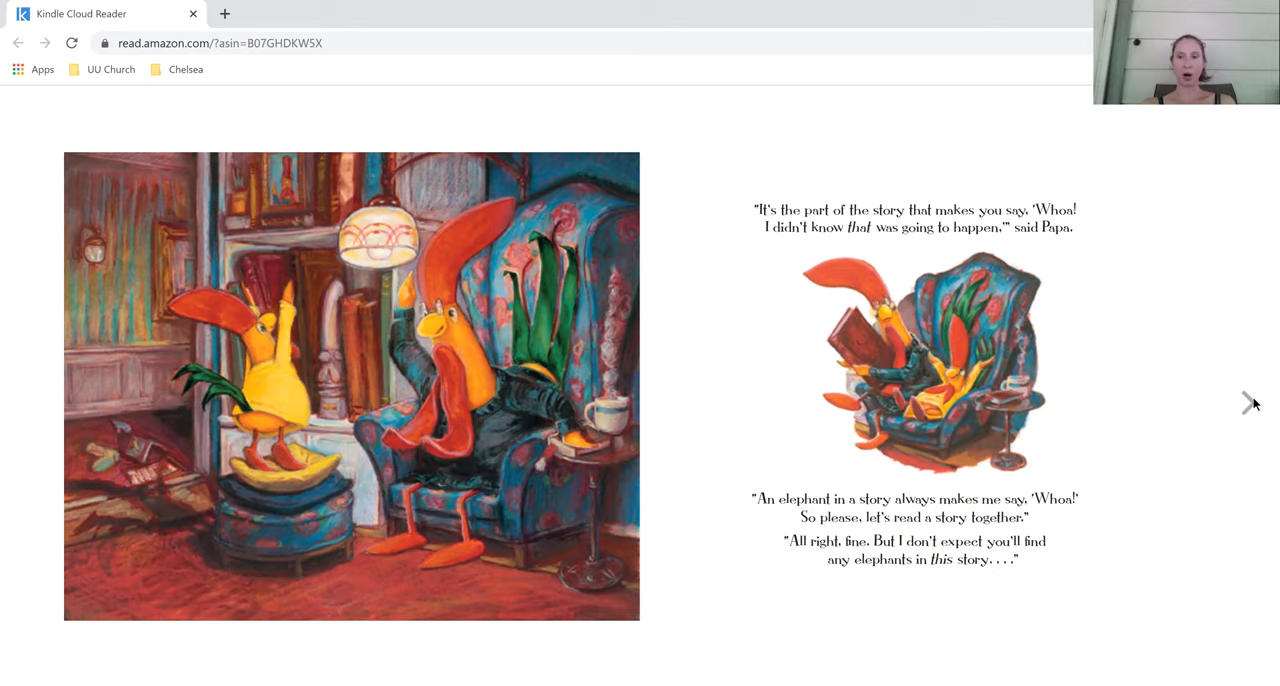 Kindle Cloud Reader
read.amazon.com/?asin=B07GHDKW5X
Apps
UU Church
Chelsea
"It's the part of the story that makes you say, 'Whoa!
I didn't know that was going to happen,'" said Papa.
"An elephant in a story always makes me say, 'Whoa!'
So please, let's read a story together."
"All right, fine. But I don't expect you'll find
any elephants in this story. . . ."